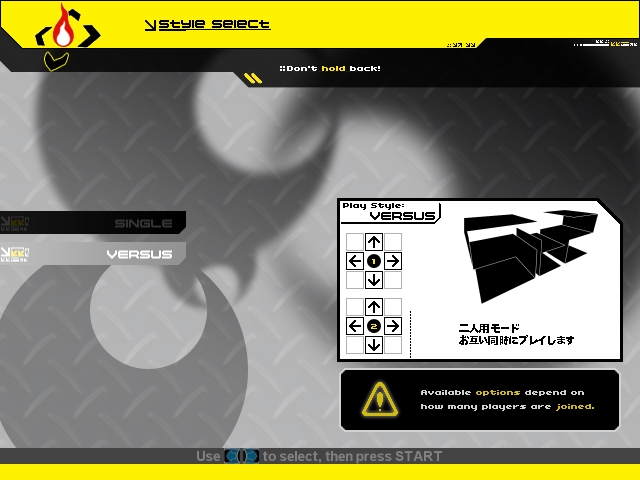 Style Select
::Don't hold back!
SINGLE
VERSUS
Play Style:
VERSUS
1
2
二人用モード
お互い同時にプレイします
Available options depend on
how many players are joined.
Use to select, then press START